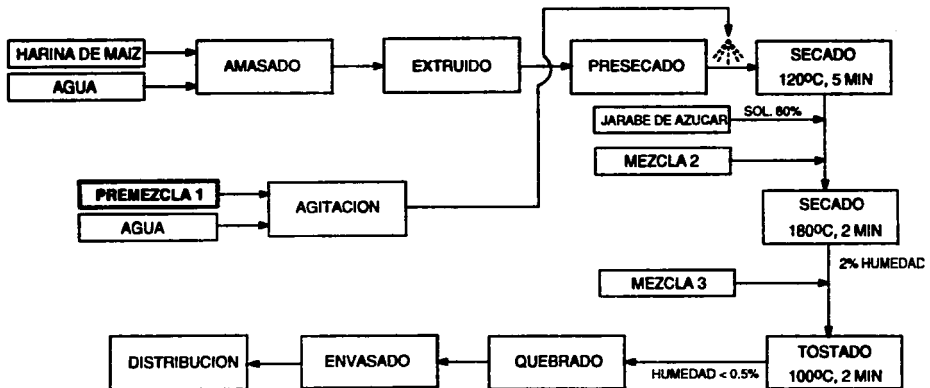 HARINA DE MAIZ
AGUA
AMASADO
EXTRUIDO
PRESECADO
SECADO
120ºC, 5 MIN
JARABE DE AZUCAR
SOL. 80%
MEZCLA 2
PREMEZCLA 1
AGUA
AGITACION
SECADO
180ºC, 2 MIN
2% HUMEDAD
MEZCLA 3
TOSTADO
100ºC, 2 MIN
HUMEDAD < 0.5%
QUEBRADO
ENVASADO
DISTRIBUCION